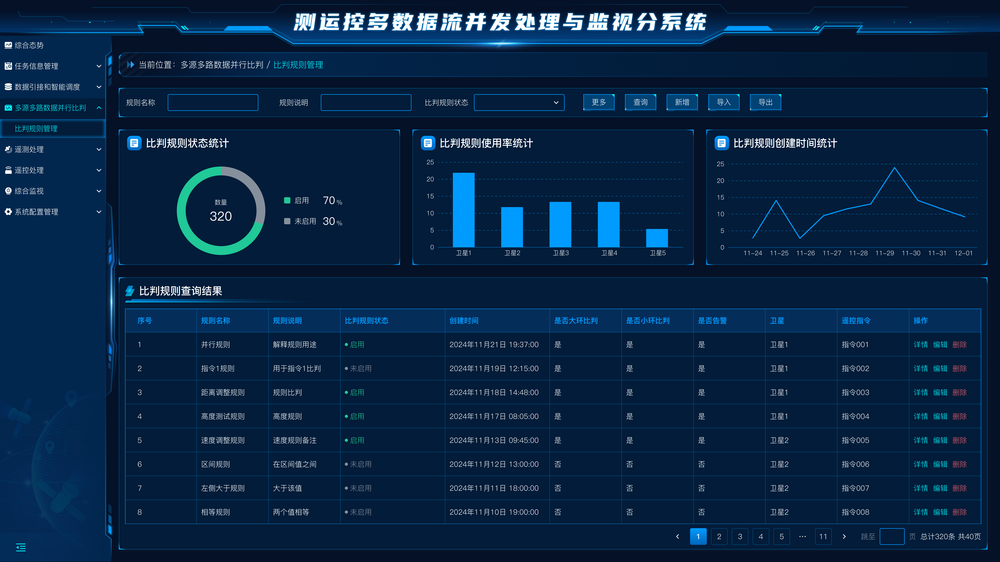 测运控多数据流并发处理与监视分系统
综合态势
任务信息管理
数据引接和智能调度
多源多路数据并行比判
比判规则管理
遥测处理
遥控处理
综合监视
系统配置管理
当前位置：多源多路数据并行比判 / 比判规则管理
规则名称 规则说明 比判规则状态 更多 查询 新增 导入 导出
比判规则状态统计
数量
320
启用 70 %
未启用 30 %
比判规则使用率统计
25
20
15
10
5
0
卫星1 卫星2 卫星3 卫星4 卫星5
比判规则创建时间统计
25
20
15
10
5
0
11-24 11-25 11-26 11-27 11-28 11-29 11-30 11-31 12-01
比判规则查询结果
序号 规则名称 规则说明 比判规则状态 创建时间 是否大环比判 是否小环比判 是否告警 卫星 遥控指令 操作
1 并行规则 解释规则用途 启用 2024年11月21日 19:37:00 是 是 是 卫星1 指令001 详情 编辑 删除
2 指令1规则 用于指令1比判 未启用 2024年11月19日 12:15:00 是 是 是 卫星1 指令002 详情 编辑 删除
3 距离调整规则 规则比判 启用 2024年11月18日 14:48:00 是 是 是 卫星1 指令003 详情 编辑 删除
4 高度测试规则 高度规则 启用 2024年11月17日 08:05:00 是 是 是 卫星1 指令004 详情 编辑 删除
5 速度调整规则 速度规则备注 启用 2024年11月13日 09:45:00 是 是 是 卫星2 指令005 详情 编辑 删除
6 区间规则 在区间值之间 未启用 2024年11月12日 13:00:00 否 否 否 卫星2 指令006 详情 编辑 删除
7 左侧大于规则 大于该值 未启用 2024年11月11日 18:00:00 否 否 否 卫星2 指令007 详情 编辑 删除
8 相等规则 两个值相等 未启用 2024年11月10日 19:00:00 否 否 否 卫星2 指令008 详情 编辑 删除
1 2 3 4 5 ··· 11 跳至 页 总计320条 共40页